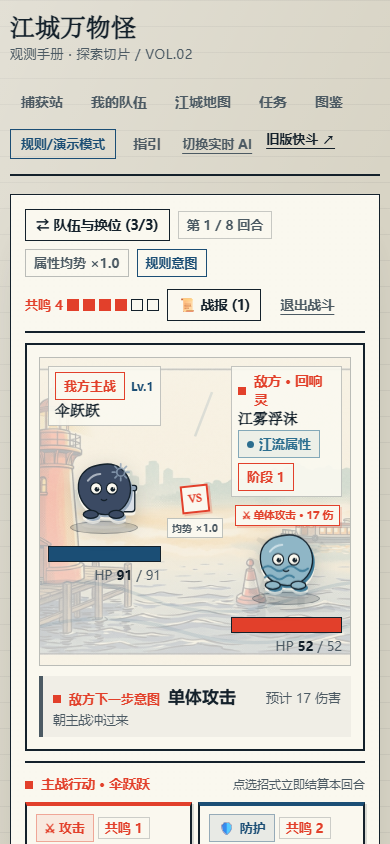 江城万物怪
观测手册 · 探索切片 / VOL.02
捕获站 我的队伍 江城地图 任务 图鉴
规则/演示模式 指引 切换实时 AI 旧版快斗 ↗
⇄ 队伍与换位 (3/3) 第 1 / 8 回合
属性均势 ×1.0 规则意图
共鸣 4 📜 战报 (1) 退出战斗
我方主战 Lv.1
伞跃跃
敌方 • 回响
灵
江雾浮沫
● 江流属性
阶段 1
VS
均势 ×1.0
⚔ 单体攻击 • 17 伤
HP 91 / 91
HP 52 / 52
敌方下一步意图 单体攻击 预计 17 伤害
朝主战冲过来
主战行动 • 伞跃跃 点选招式立即结算本回合
⚔ 攻击 共鸣 1 🛡 防护 共鸣 2